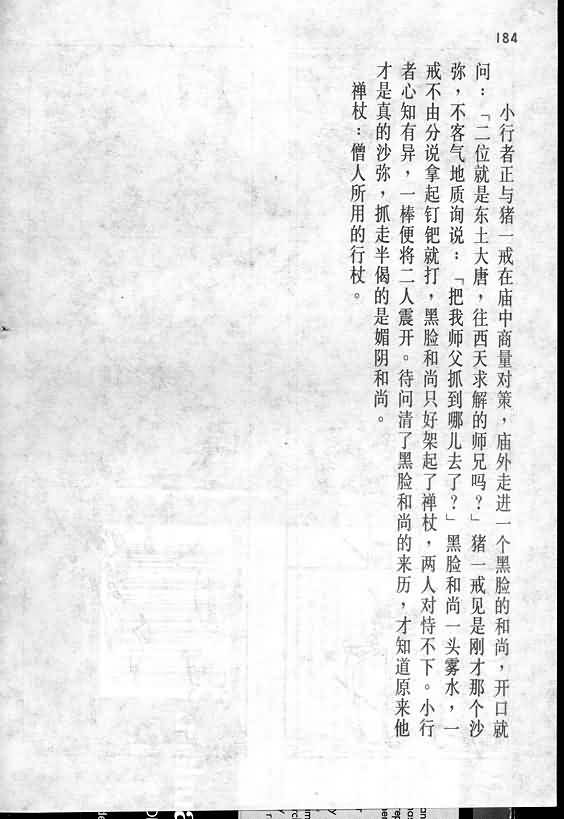 184
小行者正与猪一戒在庙中商量对策，庙外走进一个黑脸的和尚，开口就
问：「二位就是东土大唐，往西天求解的师兄吗？」猪一戒见是刚才那个沙
弥，不客气地质询说：「把我师父抓到哪儿去了？」黑脸和尚一头雾水，一
戒不由分说拿起钉钯就打，黑脸和尚只好架起了禅杖，两人对恃不下。小行
者心知有异，一棒便将二人震开。待问清了黑脸和尚的来历，才知道原来他
才是真的沙弥，抓走半偈的是媚阴和尚。
禅杖：僧人所用的行杖。